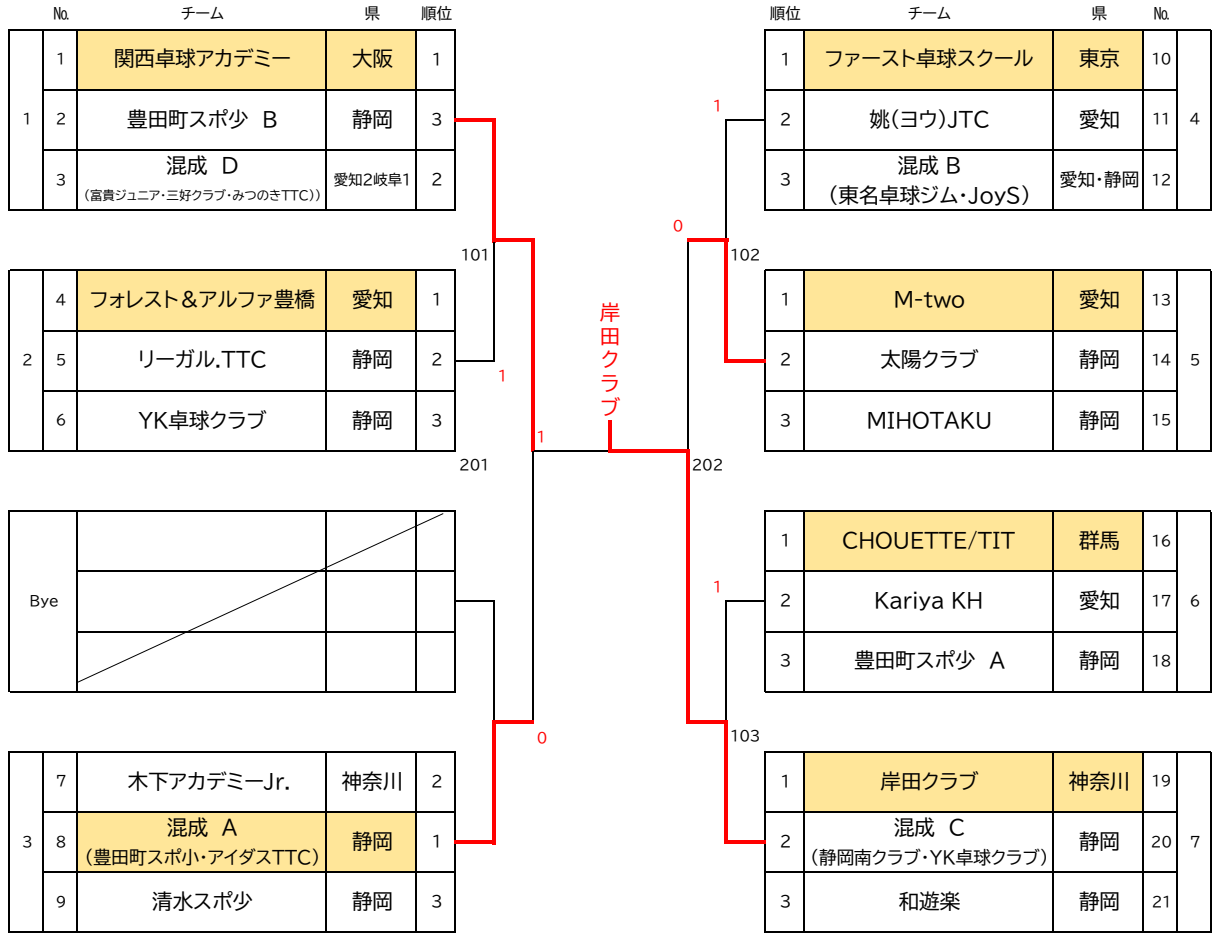 № チーム 県 順位
1
1 関西卓球アカデミー 大阪 1
2 豊田町スポ少 B 静岡 3
3 混成 D 愛知2岐阜1 2
(富貴ジュニア・三好クラブ・みつのきTTC))
101
2
4 フォレスト＆アルファ豊橋 愛知 1
5 リーガル.TTC 静岡 2
6 YK卓球クラブ 静岡 3
1
1
201
Bye
0
3
7 木下アカデミーJr. 神奈川 2
8 混成 A 静岡 1
(豊田町スポ小・アイダスTTC)
9 清水スポ少 静岡 3
岸田クラブ
順位 チーム 県 №
1 ファースト卓球スクール 東京 10
1
2 姚(ヨウ)JTC 愛知 11
4
3 混成 B 愛知・静岡 12
(東名卓球ジム・JoyS)
0
102
1 M-two 愛知 13
2 太陽クラブ 静岡 14
5
3 MIHOTAKU 静岡 15
202
1 CHOUETTE/TIT 群馬 16
1
2 Kariya KH 愛知 17
6
3 豊田町スポ少 A 静岡 18
103
1 岸田クラブ 神奈川 19
2 混成 C 静岡 20
(静岡南クラブ・YK卓球クラブ)
7
3 和遊楽 静岡 21